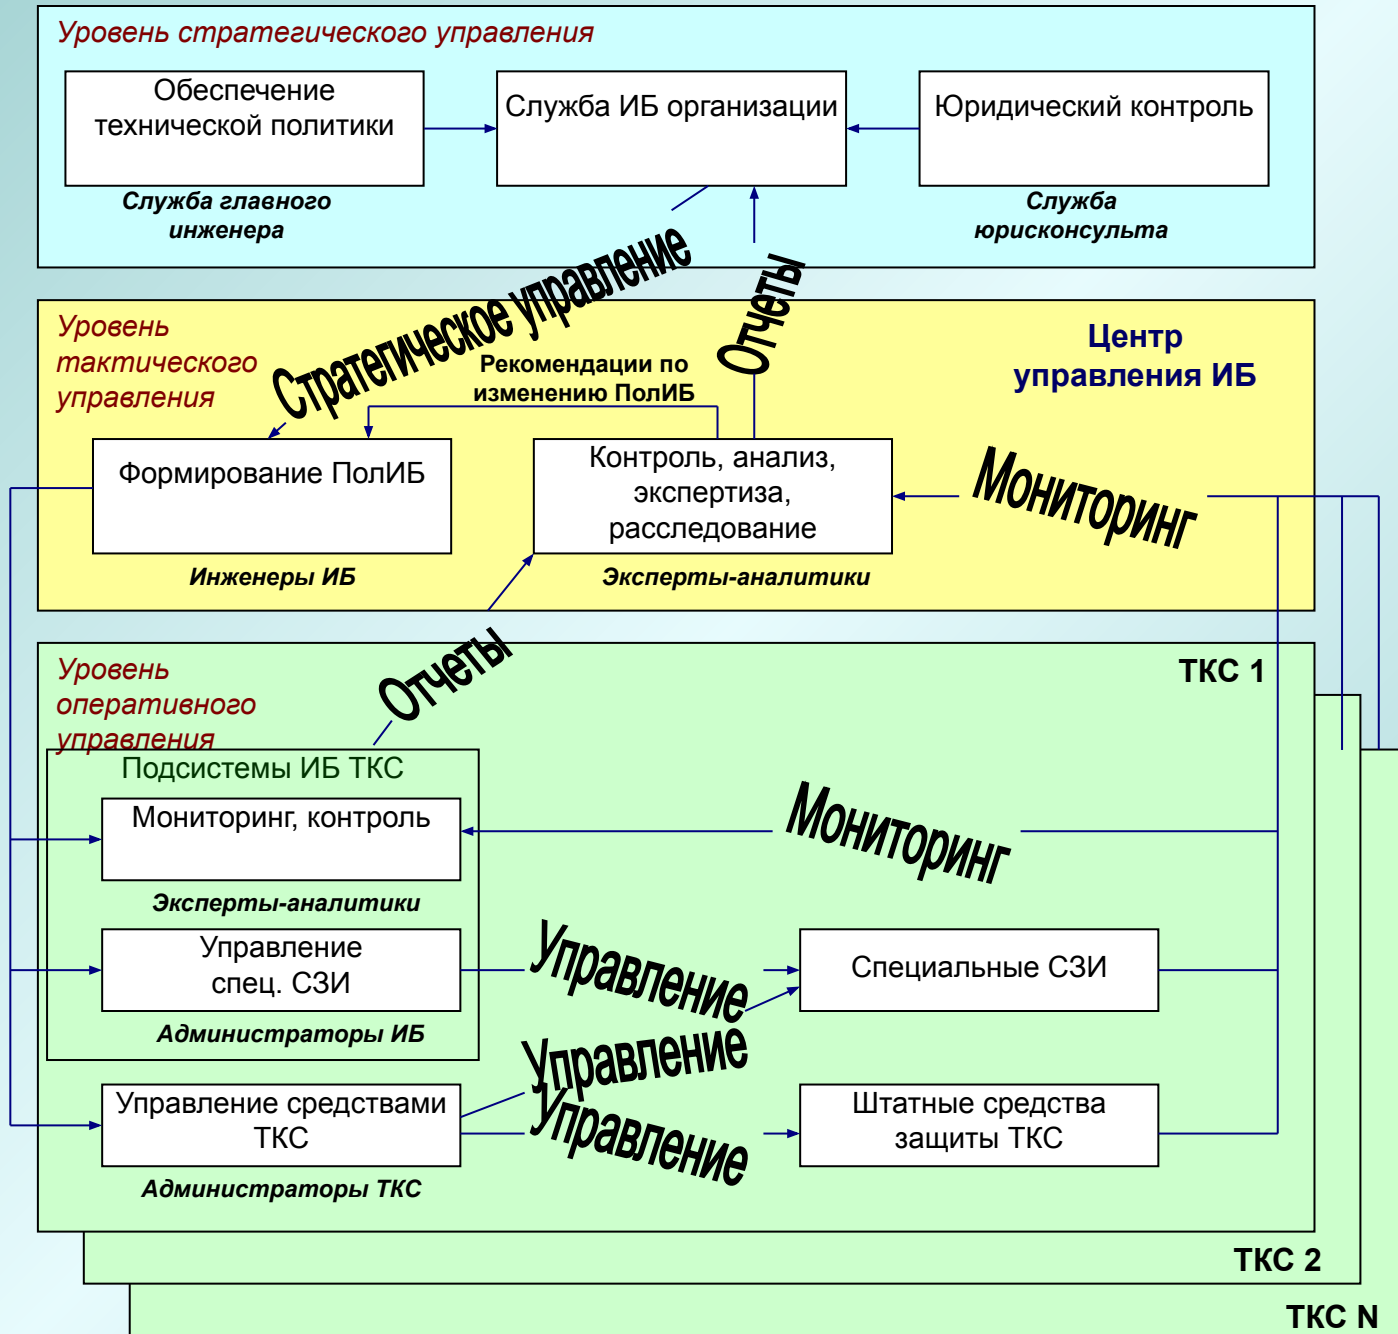 Уровень стратегического управления
Обеспечение
технической политики
Служба ИБ организации
Юридический контроль
Служба главного
инженера
Служба
юрисконсульта
Стратегическое управление
Отчеты
Уровень
тактического
управления
Рекомендации по
изменению ПолИБ
Центр
управления ИБ
Формирование ПолИБ
Контроль, анализ,
экспертиза,
расследование
Мониторинг
Инженеры ИБ
Эксперты-аналитики
Отчеты
Уровень
оперативного
управления
ТКС 1
Подсистемы ИБ ТКС
Мониторинг, контроль
Мониторинг
Эксперты-аналитики
Управление
спец. СЗИ
Управление
Специальные СЗИ
Администраторы ИБ
Управление
Управление средствами
ТКС
Управление
Штатные средства
защиты ТКС
Администраторы ТКС
ТКС 2
ТКС N